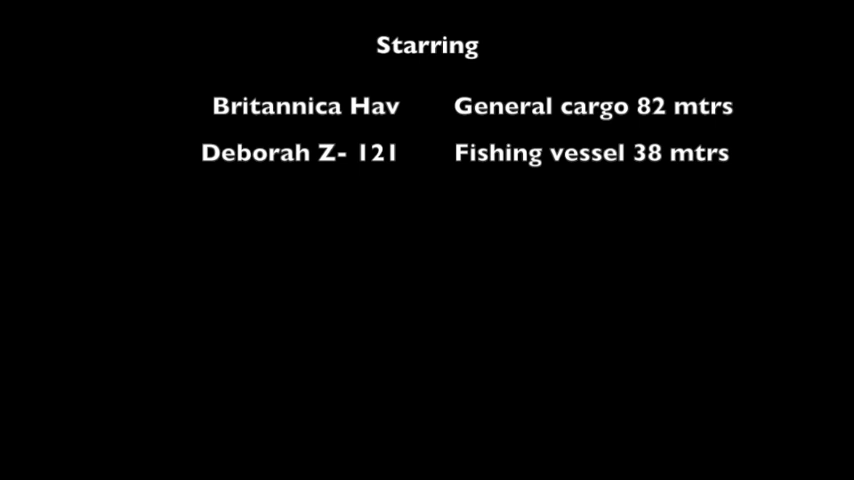 Starring
Britannica Hav General cargo 82 mtrs
Deborah Z- 121 Fishing vessel 38 mtrs